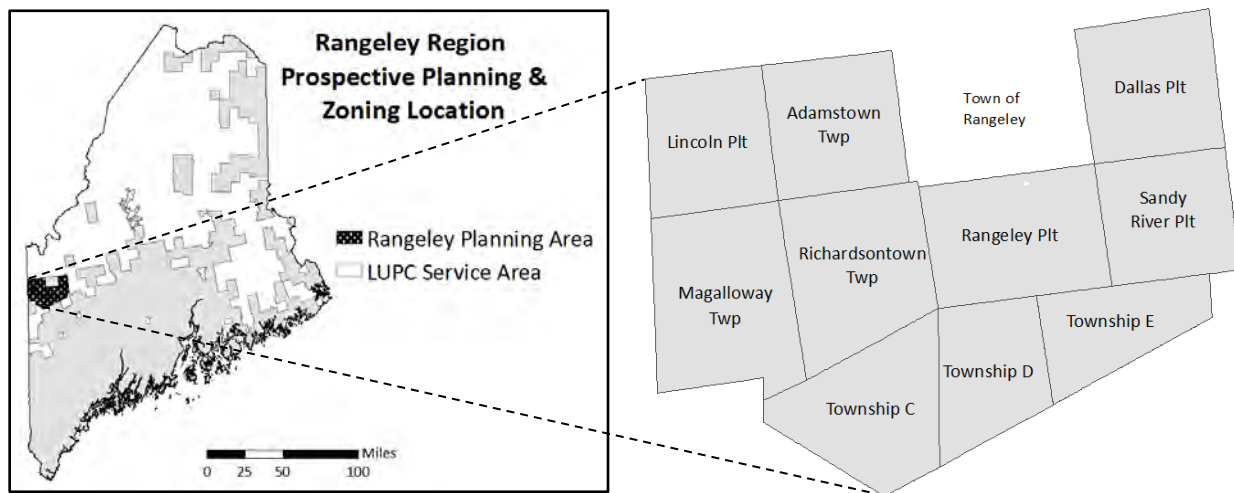 Rangeley Region
Prospective Planning &
Zoning Location
Rangeley Planning Area
LUPC Service Area
Miles
0 25 50 100
Lincoln Plt
Adamstown
Twp
Town of
Rangeley
Dallas Plt
Magalloway
Twp
Richardsontown
Twp
Rangeley Plt
Sandy
River Plt
Township C
Township D
Township E